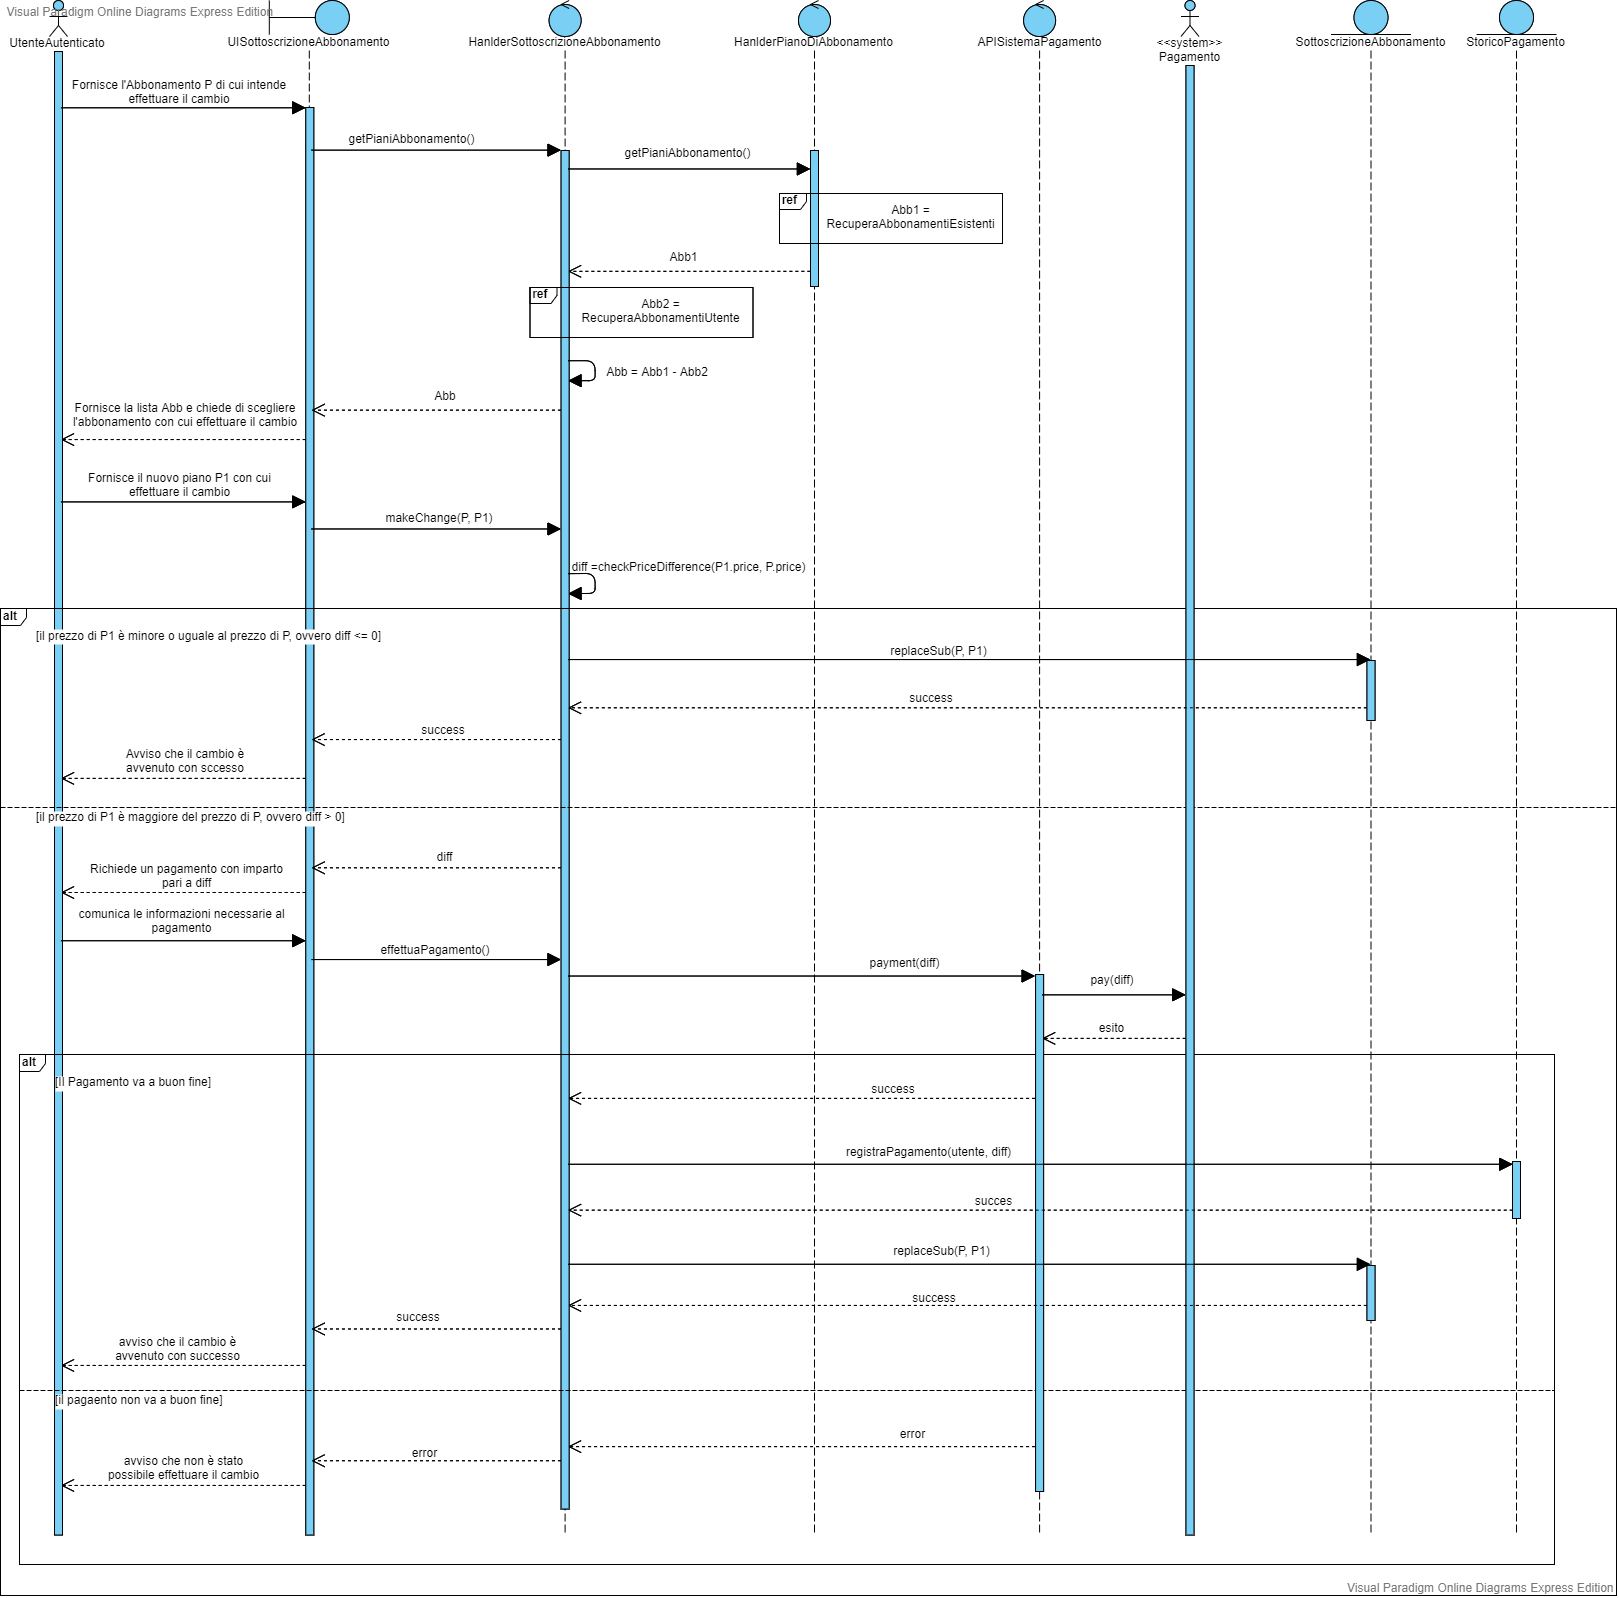 Visual Paradigm Online Diagrams Express Edition
UtenteAutenticato
UISottoscrizioneAbbonamento
HanlderSottoscrizioneAbbonamento
HanlderPianoDiAbbonamento
APISistemaPagamento
<<system>>
Pagamento
SottoscrizioneAbbonamento
StoricoPagamento
Fornisce l'Abbonamento P di cui intende
effettuare il cambio
getPianiAbbonamento()
getPianiAbbonamento()
ref
Abb1 =
RecuperaAbbonamentiEsistenti
Abb1
ref
Abb2 =
RecuperaAbbonamentiUtente
Abb = Abb1 - Abb2
Abb
Fornisce la lista Abb e chiede di scegliere
l'abbonamento con cui effettuare il cambio
Fornisce il nuovo piano P1 con cui
effettuare il cambio
makeChange(P, P1)
diff =checkPriceDifference(P1.price, P.price)
alt
[il prezzo di P1 è minore o uguale al prezzo di P, ovvero diff <= 0]
replaceSub(P, P1)
success
success
Avviso che il cambio è
avvenuto con sccesso
[il prezzo di P1 è maggiore del prezzo di P, ovvero diff > 0]
diff
Richiede un pagamento con imparto
pari a diff
comunica le informazioni necessarie al
pagamento
effettuaPagamento()
payment(diff)
pay(diff)
esito
alt
[Il Pagamento va a buon fine]
success
registraPagamento(utente, diff)
succes
replaceSub(P, P1)
success
success
avviso che il cambio è
avvenuto con successo
[il pagaento non va a buon fine]
error
error
avviso che non è stato
possibile effettuare il cambio
Visual Paradigm Online Diagrams Express Edition